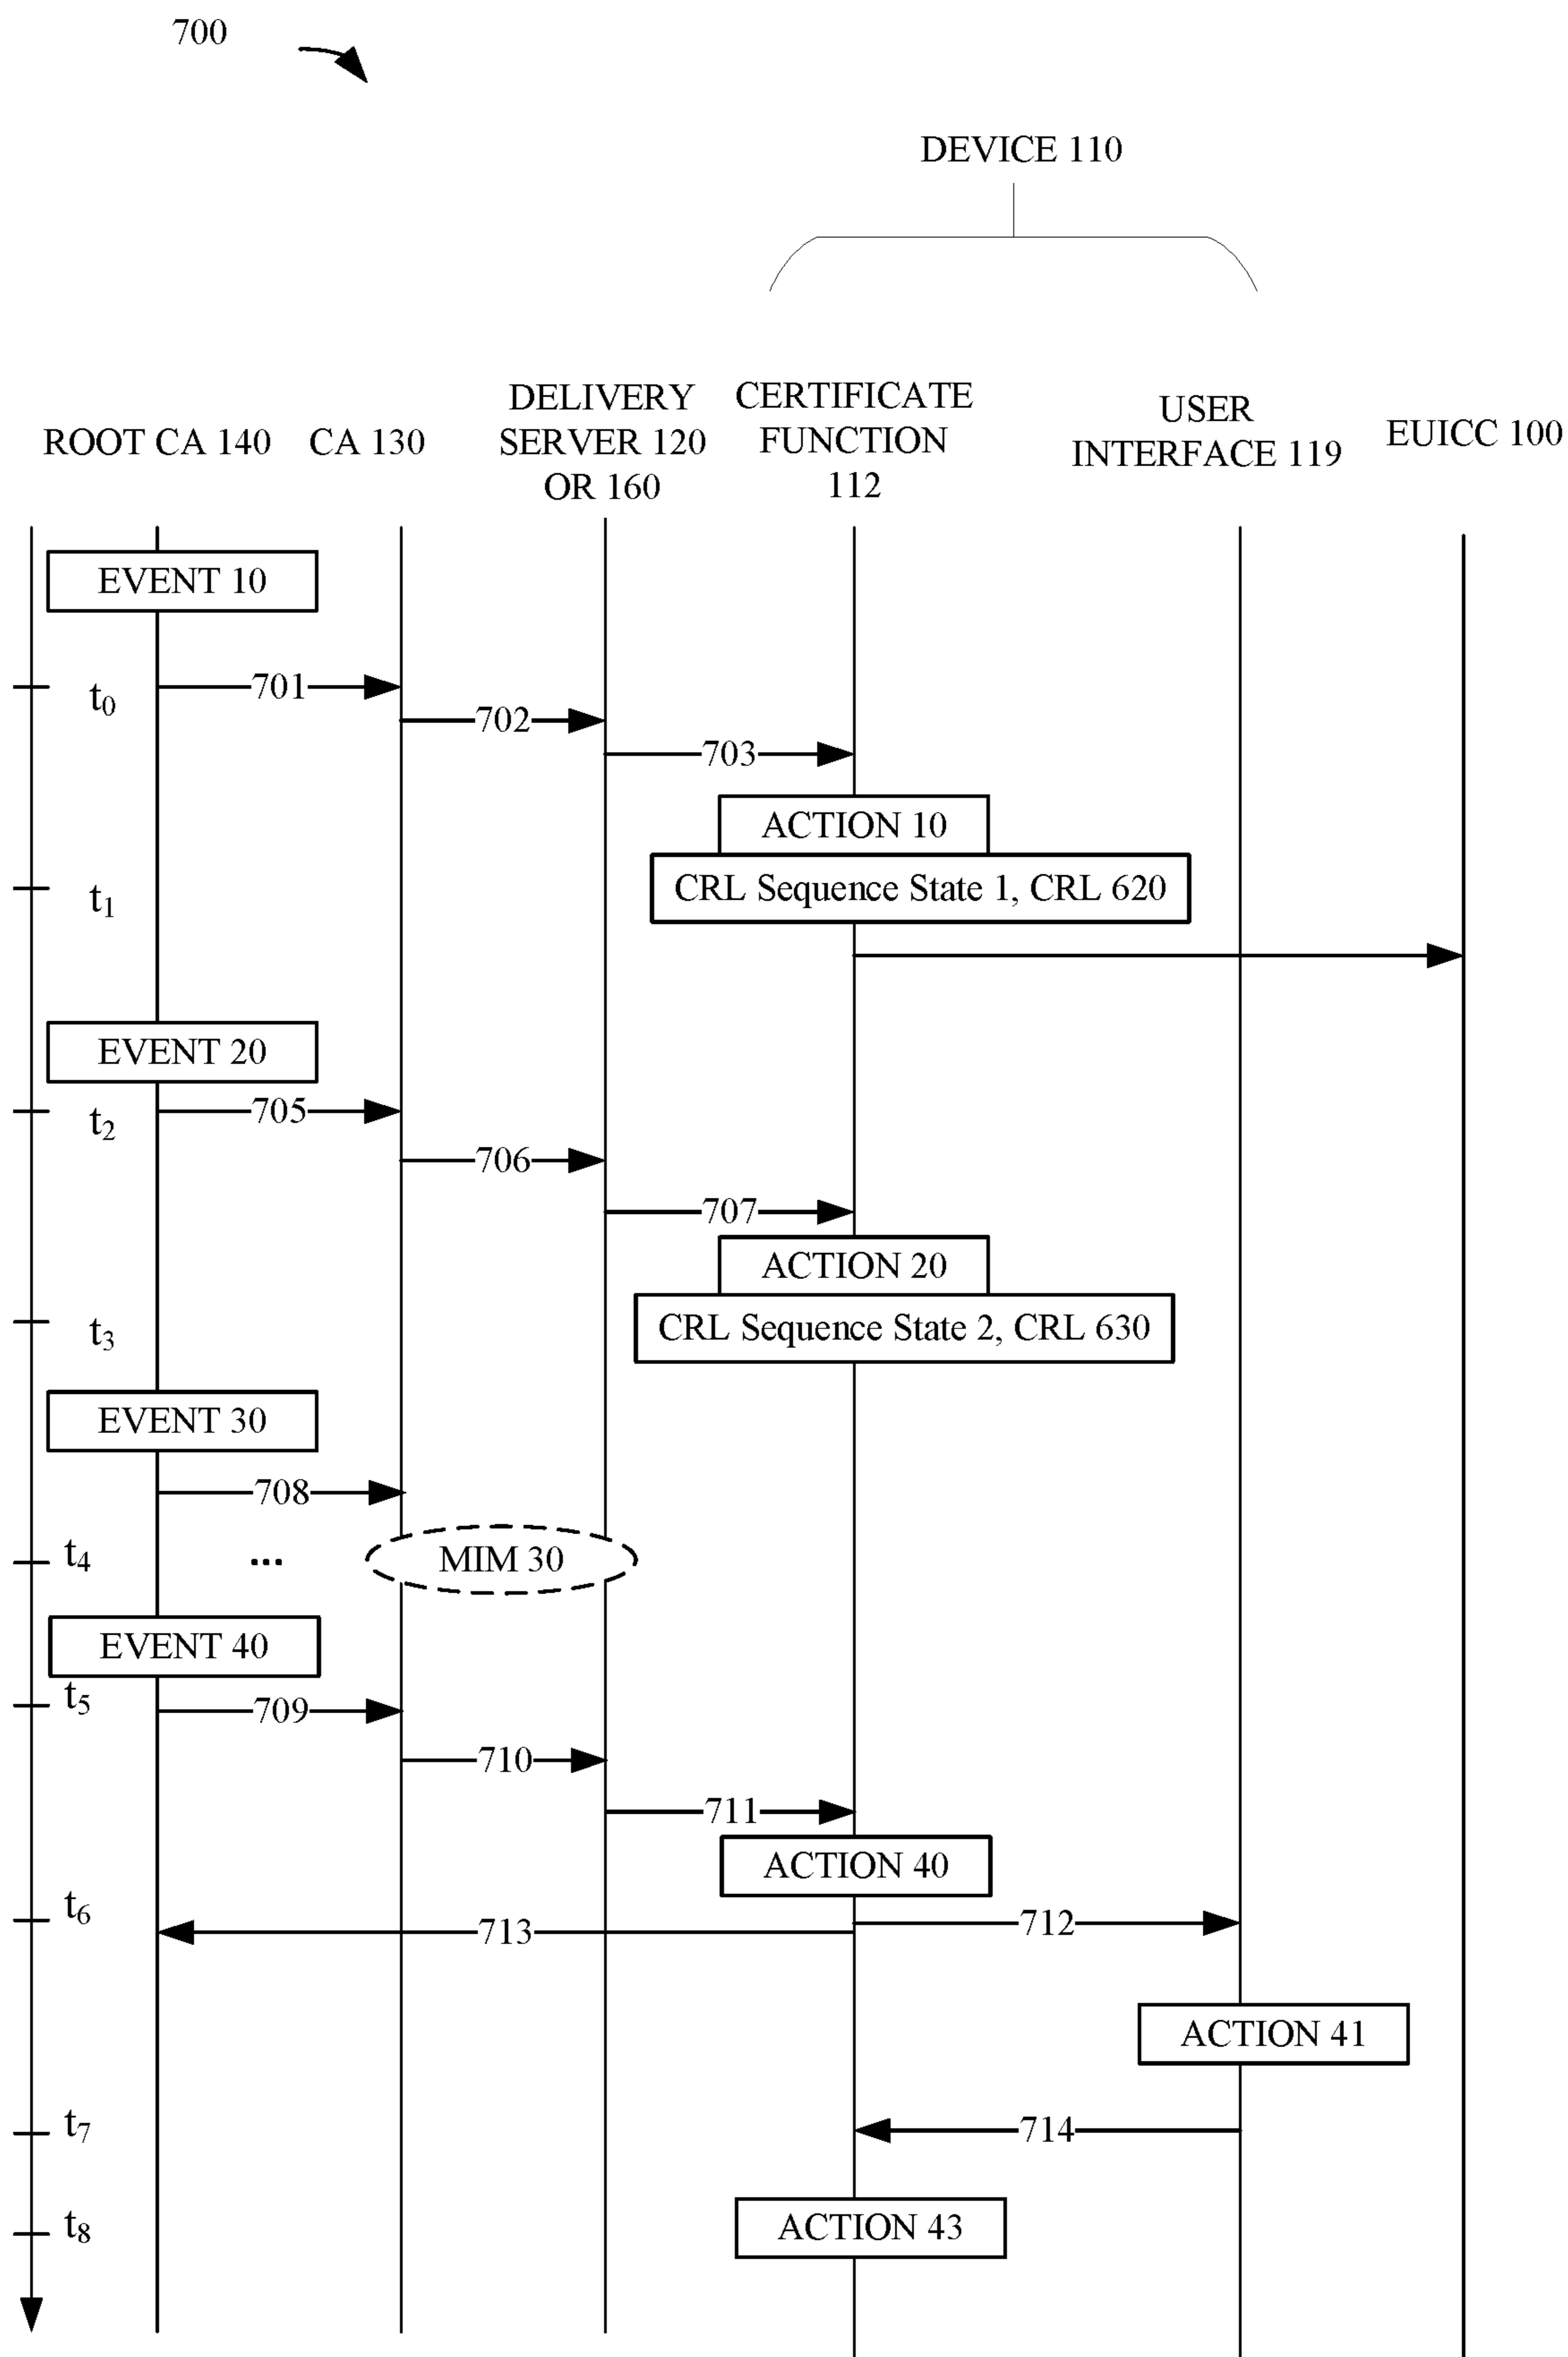 700
DEVICE 110
ROOT CA 140
CA 130
DELIVERY
SERVER 120
OR 160
CERTIFICATE
FUNCTION
112
USER
INTERFACE 119
EUICC 100
EVENT 10
t0
701
702
703
ACTION 10
t1
CRL Sequence State 1, CRL 620
EVENT 20
t2
705
706
707
ACTION 20
t3
CRL Sequence State 2, CRL 630
EVENT 30
708
t4
...
MIM 30
EVENT 40
t5
709
710
711
ACTION 40
t6
712
713
ACTION 41
t7
714
t8
ACTION 43